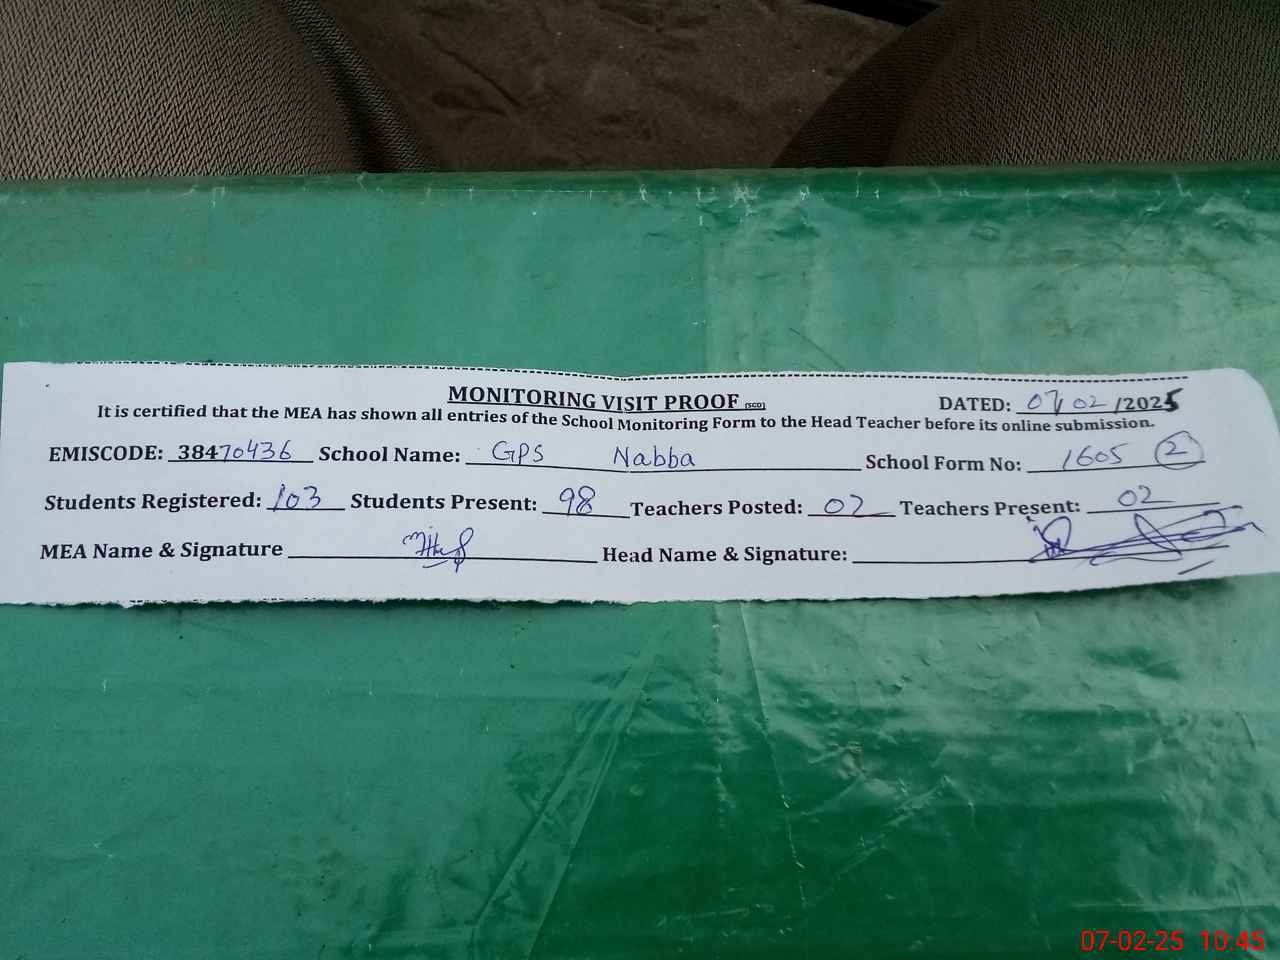 MONITORING VISIT PROOF (SGD) DATED: 07/02/2025
It is certified that the MEA has shown all entries of the School Monitoring Form to the Head Teacher before its online submission.
EMISCODE: 38470436 School Name: GPS Nabba School Form No: 1605 2
Students Registered: 103 Students Present: 98 Teachers Posted: 02 Teachers Present: 02
MEA Name & Signature Head Name & Signature:
07-02-25 10:45